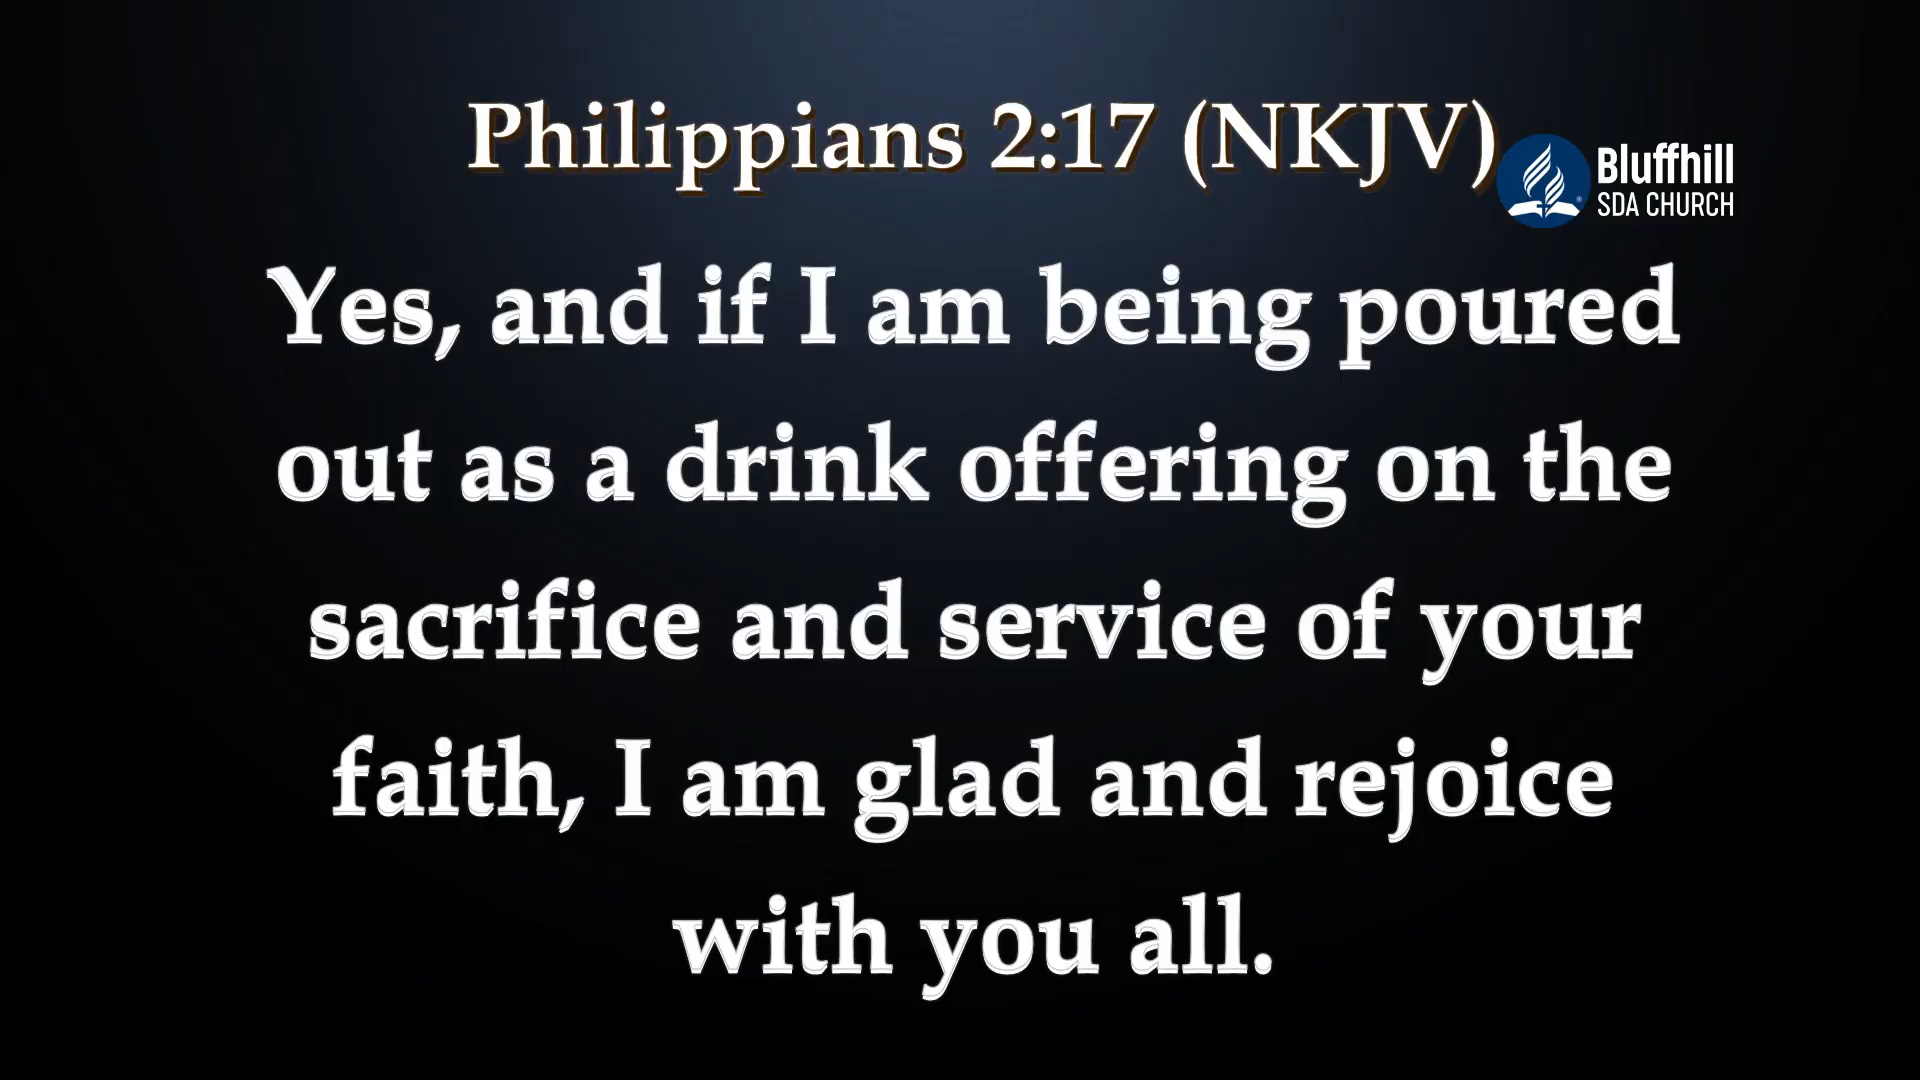 Philippians 2:17 (NKJV)
Bluffhill
SDA CHURCH
Yes, and if I am being poured
out as a drink offering on the
sacrifice and service of your
faith, I am glad and rejoice
with you all.